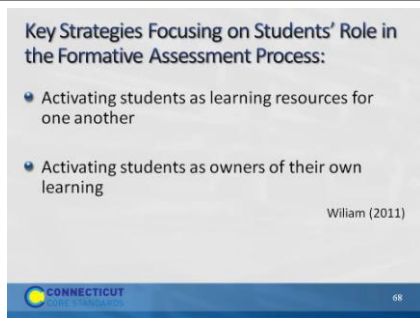 Key Strategies Focusing on Students’ Role in
the Formative Assessment Process:
Activating students as learning resources for
one another
Activating students as owners of their own
learning
Wiliam (2011)
CONNECTICUT
CORE STANDARDS
68